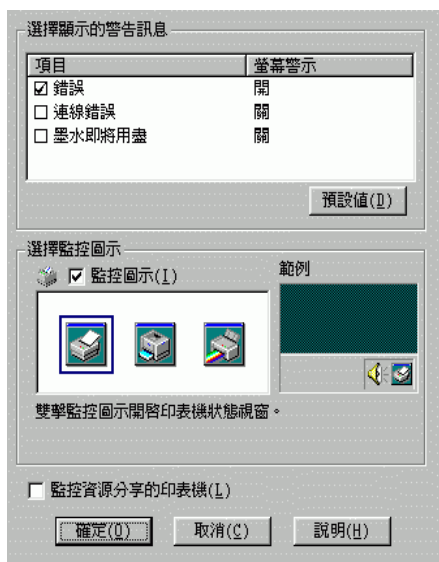 選擇顯示的警告訊息
項目 螢幕警示
錯誤 開
連線錯誤 關
墨水即將用盡 關
預設值(D)
選擇監控圖示
監控圖示(I) 範例
雙擊監控圖示開啓印表機狀態視窗。
監控資源分享的印表機(L)
確定(O) 取消(C) 說明(H)